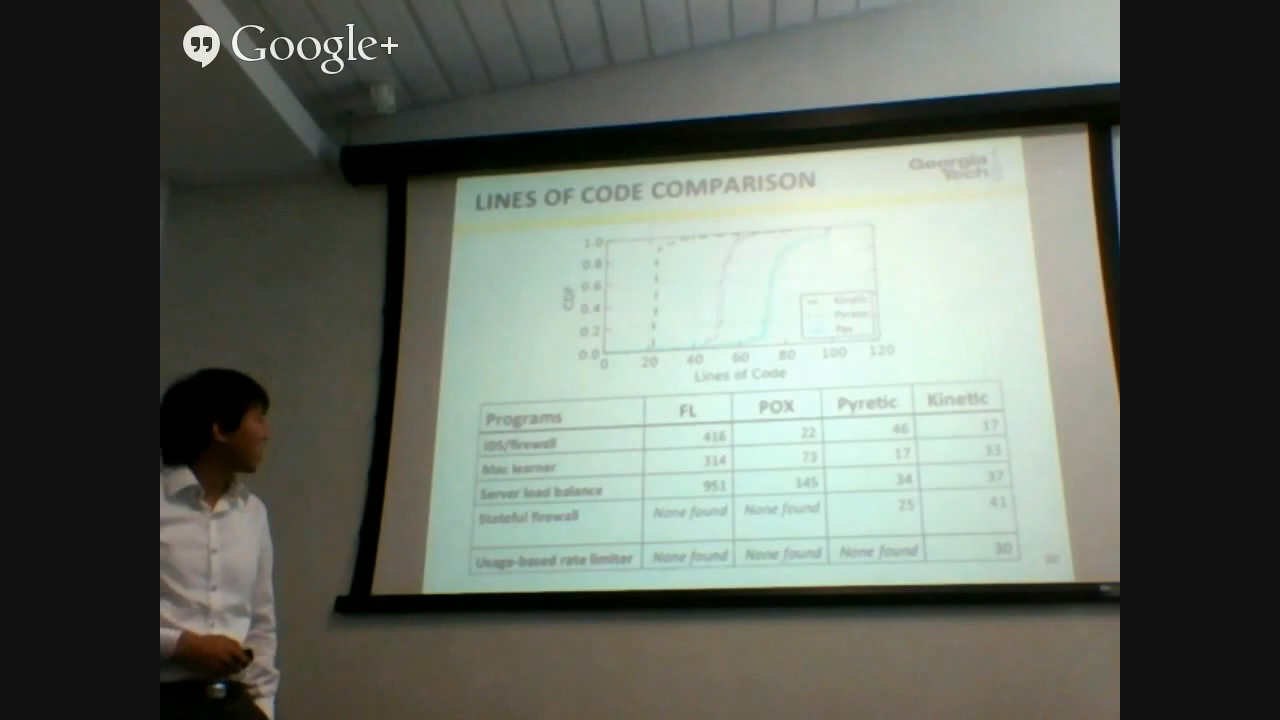 Google+
LINES OF CODE COMPARISON
Georgia
Tech
1.0
0.8
0.6
0.4
0.2
0.0
CDF
0 20 40 60 80 100 120
Lines of Code
Kinetic
Pyretic
Pox
Programs FL POX Pyretic Kinetic
IDS/firewall 416 22 46 17
Mac learner 314 73 17 33
Server load balance 951 145 34 37
Stateful firewall None found None found 25 41
Usage-based rate limiter None found None found None found 30